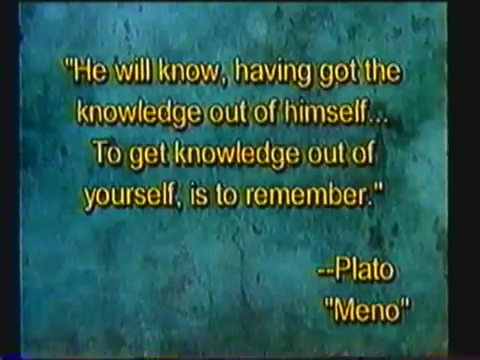 "He will know, having got the
knowledge out of himself...
To get knowledge out of
yourself, is to remember."
--Plato
"Meno"